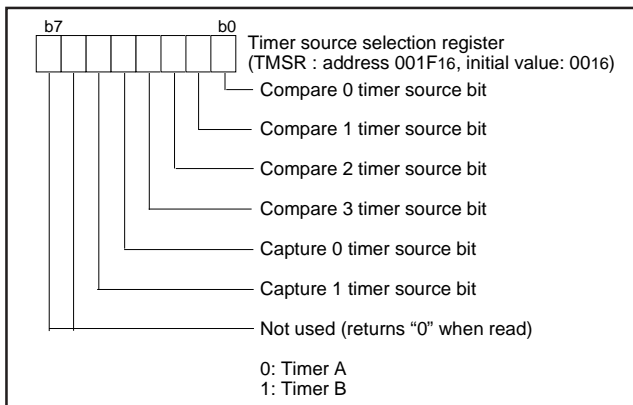 b7 b0
Timer source selection register
(TMSR : address 001F16, initial value: 0016)
Compare 0 timer source bit
Compare 1 timer source bit
Compare 2 timer source bit
Compare 3 timer source bit
Capture 0 timer source bit
Capture 1 timer source bit
Not used (returns “0” when read)
0: Timer A
1: Timer B